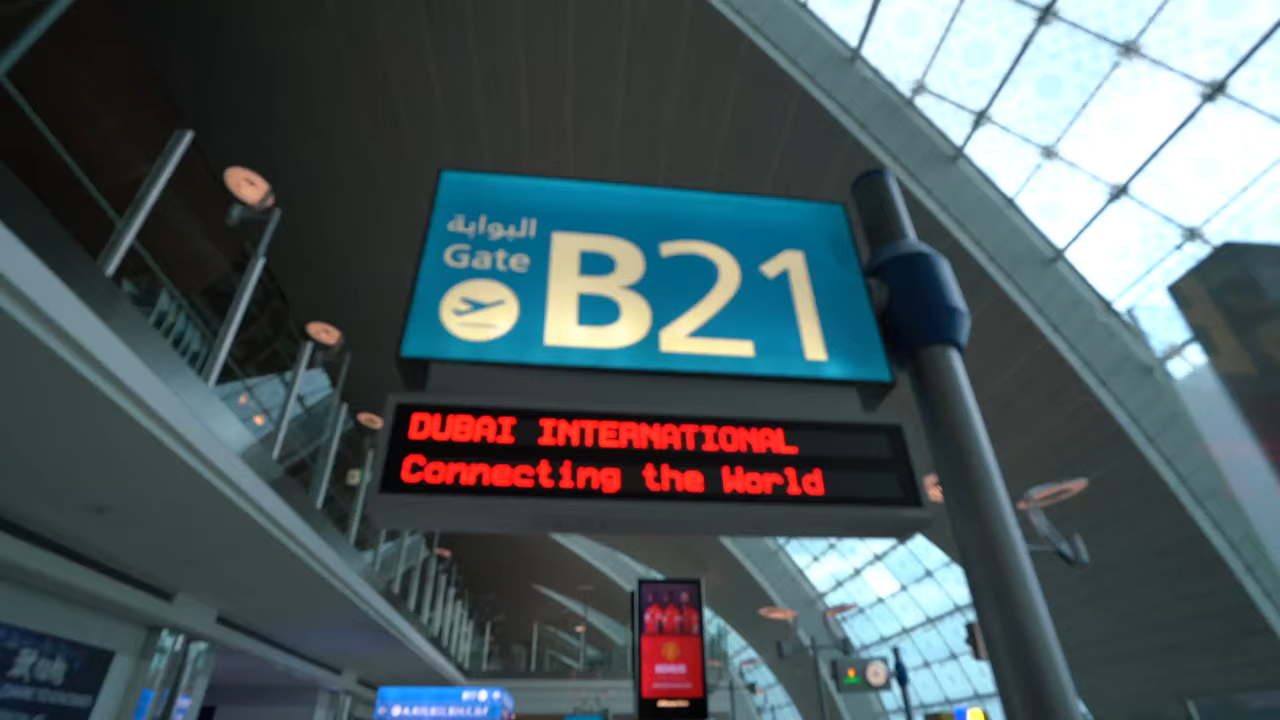 البوابة
Gate
B21
DUBAI INTERNATIONAL
Connecting the World